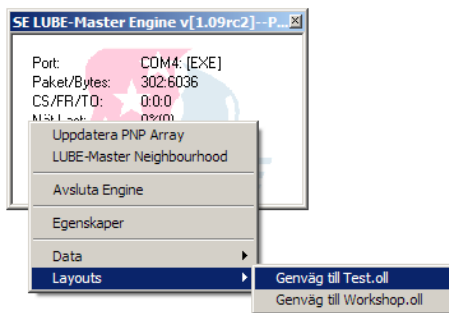 SE LUBE-Master Engine v[1.09rc2]--P...
Port: COM4: [EXE]
Paket/Bytes: 302:6036
CS/FR/TO: 0:0:0
Nät Last: 0%(0)
Uppdatera PNP Array
LUBE-Master Neighbourhood
Avsluta Engine
Egenskaper
Data
Layouts
Genväg till Test.oll
Genväg till Workshop.oll